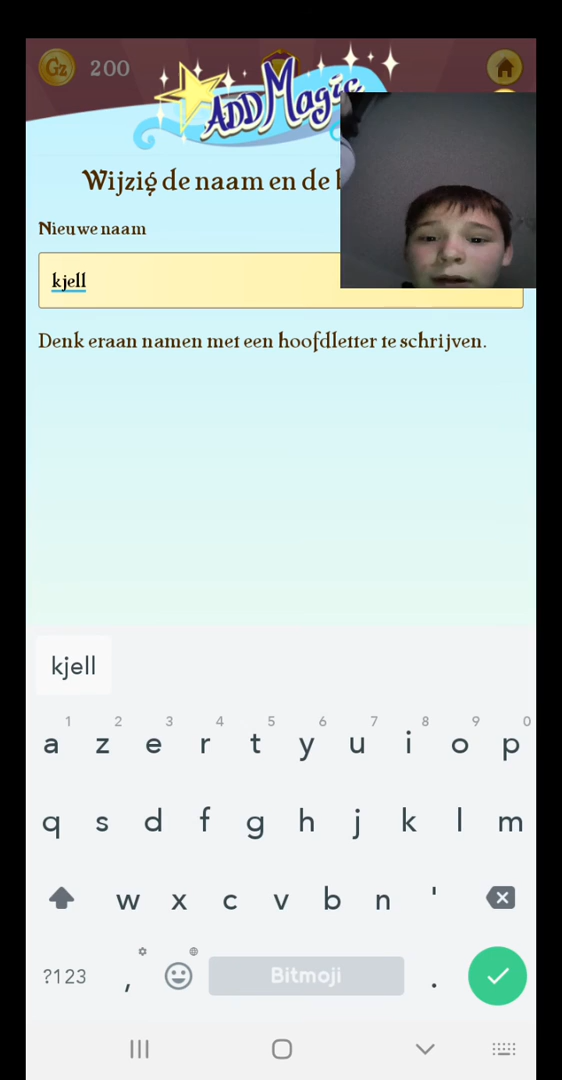 Gz 200
ADD Magic
Wijzig de naam en de
Nieuwe naam
kjell
Denk eraan namen met een hoofdletter te schrijven.
kjell
1 2 3 4 5 6 7 8 9 0
a z e r t y u i o p
q s d f g h j k l m
w x c v b n '
?123 , Bitmoji .